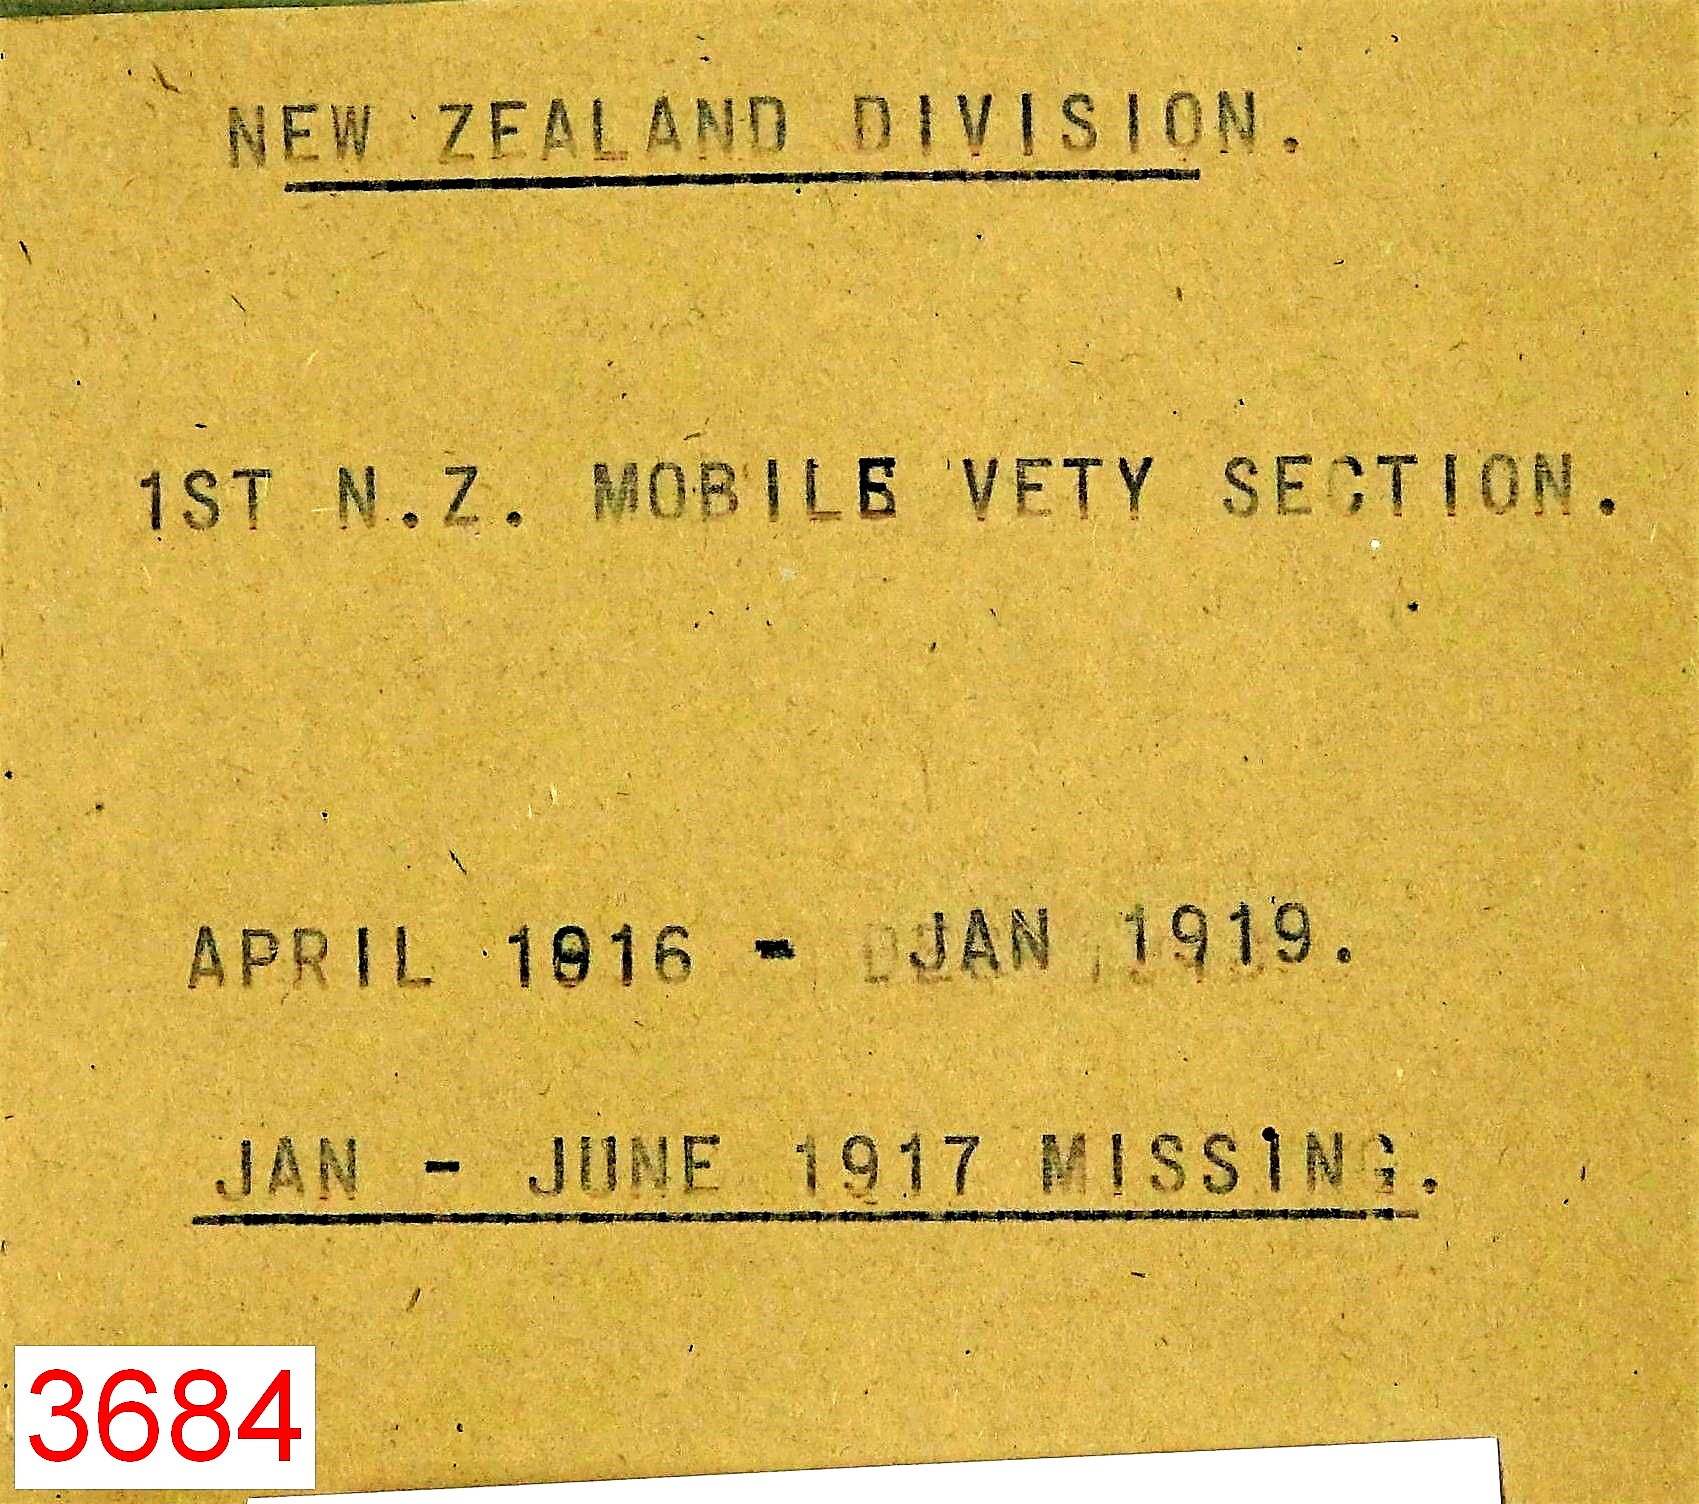 NEW ZEALAND DIVISION.
1ST N.Z. MOBILE VETY SECTION.
APRIL 1916 - JAN 1919.
JAN - JUNE 1917 MISSING.
3684